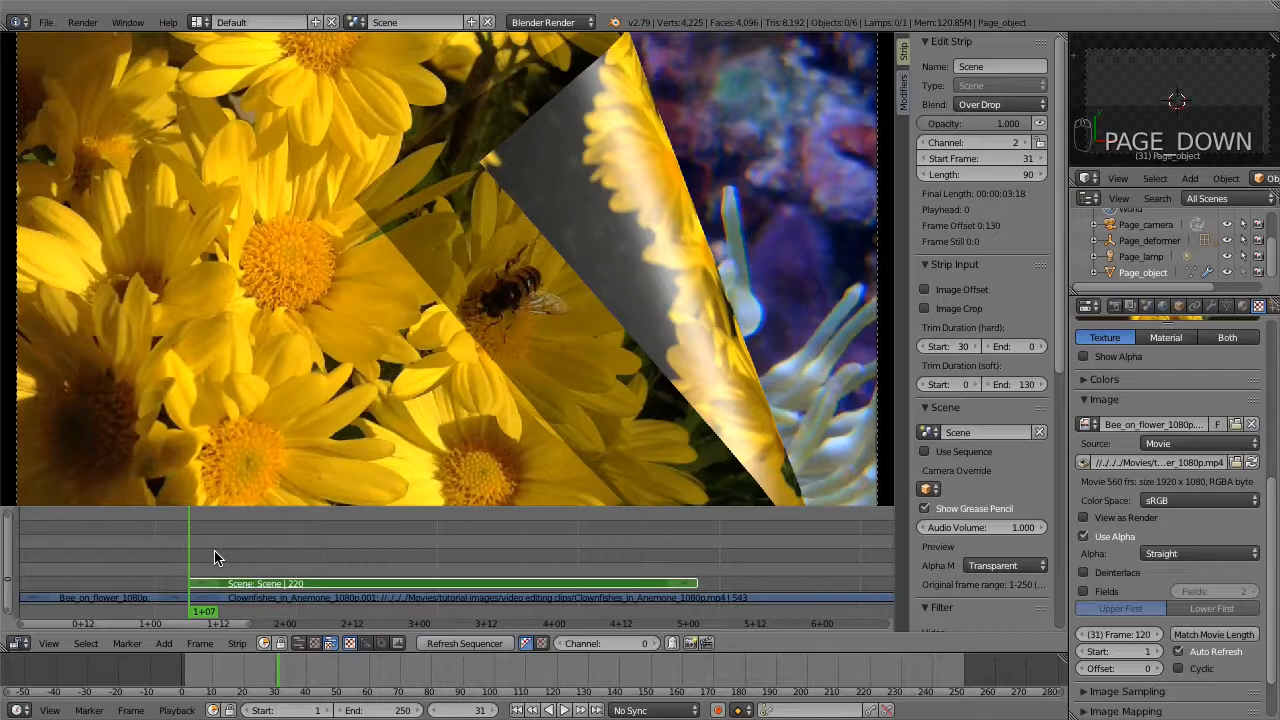 File Render Window Help Default Scene Blender Render v2.79 | Verts:4,225 | Faces:4,096 | Tris:8,192 | Objects:0/6 | Lamps:0/1 | Mem:120.85M | Page_object
Edit Strip
Name: Scene
Type: Scene
Blend: Over Drop
Opacity: 1.000
Channel: 2
Start Frame: 31
Length: 90
Final Length: 00:00:03:18
Playhead: 0
Frame Offset 0:130
Frame Still 0:0
Strip Input
Image Offset
Image Crop
Trim Duration (hard):
Start: 30 End: 0
Trim Duration (soft):
Start: 0 End: 130
Scene
Scene
Use Sequence
Camera Override
Show Grease Pencil
Audio Volume: 1.000
Preview
Alpha M Transparent
Original frame range: 1-250 (...
Filter
Strip
Modifiers
PAGE_DOWN
(31) Page_object
View Select Add Object Ob
View Search All Scenes
Page_camera
Page_deformer
Page_lamp
Page_object
Texture Material Both
Show Alpha
Colors
Image
Bee_on_flower_1080p.... F
Source: Movie
//../../Movies/t...er_1080p.mp4
Movie 560 frs: size 1920 x 1080, RGBA byte
Color Space: sRGB
View as Render
Use Alpha
Alpha: Straight
Deinterlace
Fields Fields: 2
Upper First Lower First
(31) Frame: 120 Match Movie Length
Start: 1 Auto Refresh
Offset: 0 Cyclic
Image Sampling
Image Mapping
Scene: Scene | 220
Bee_on_flower_1080p. Clownfishes_in_Anemone_1080p.001: //../../Movies/tutorial images/video editing clips/Clownfishes_in_Anemone_1080p.mp4 | 543
1+07
0+12 1+00 1+12 2+00 2+12 3+00 3+12 4+00 4+12 5+00 5+12 6+00
View Select Marker Add Frame Strip Refresh Sequencer Channel: 0
-50 -40 -30 -20 -10 0 10 20 30 40 50 60 70 80 90 100 110 120 130 140 150 160 170 180 190 200 210 220 230 240 250 260 270 280
View Marker Frame Playback Start: 1 End: 250 31 No Sync